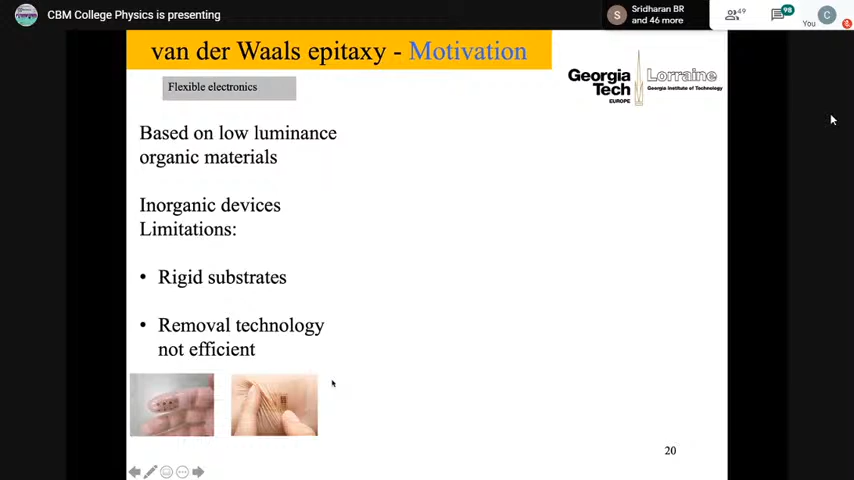 CBM College Physics is presenting
Sridharan BR
and 46 more
49
98
You
van der Waals epitaxy - Motivation
Georgia
Tech
EUROPE
Lorraine
Georgia Institute of Technology
Flexible electronics
Based on low luminance
organic materials
Inorganic devices
Limitations:
• Rigid substrates
• Removal technology
not efficient
20
S
C